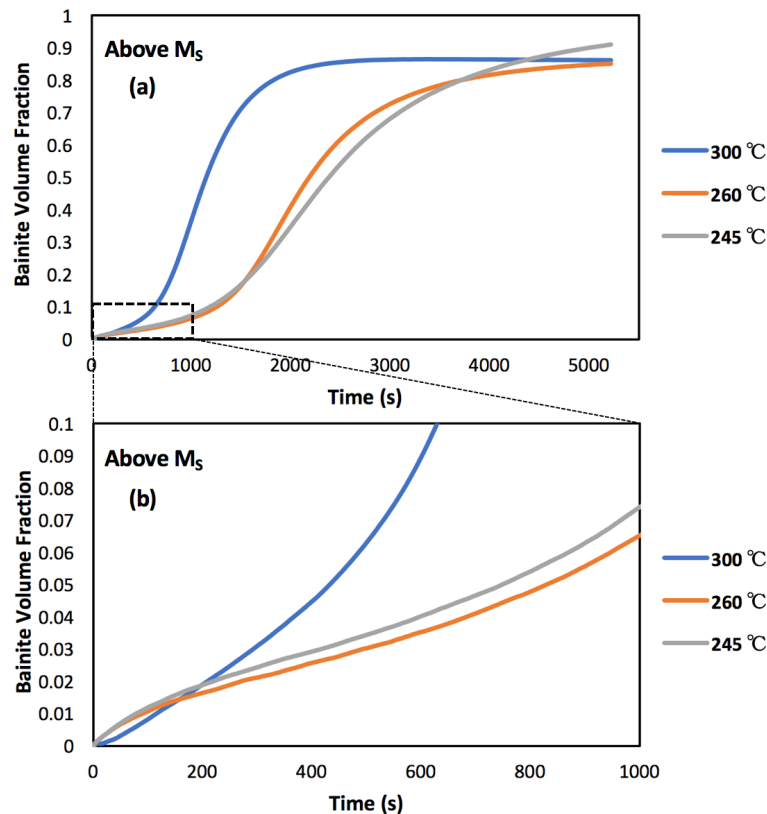 Above Ms
(a)
Bainite Volume Fraction
1
0.9
0.8
0.7
0.6
0.5
0.4
0.3
0.2
0.1
0
0 1000 2000 3000 4000 5000
Time (s)
300 ℃
260 ℃
245 ℃
Above Ms
(b)
Bainite Volume Fraction
0.1
0.09
0.08
0.07
0.06
0.05
0.04
0.03
0.02
0.01
0
0 200 400 600 800 1000
Time (s)
300 ℃
260 ℃
245 ℃